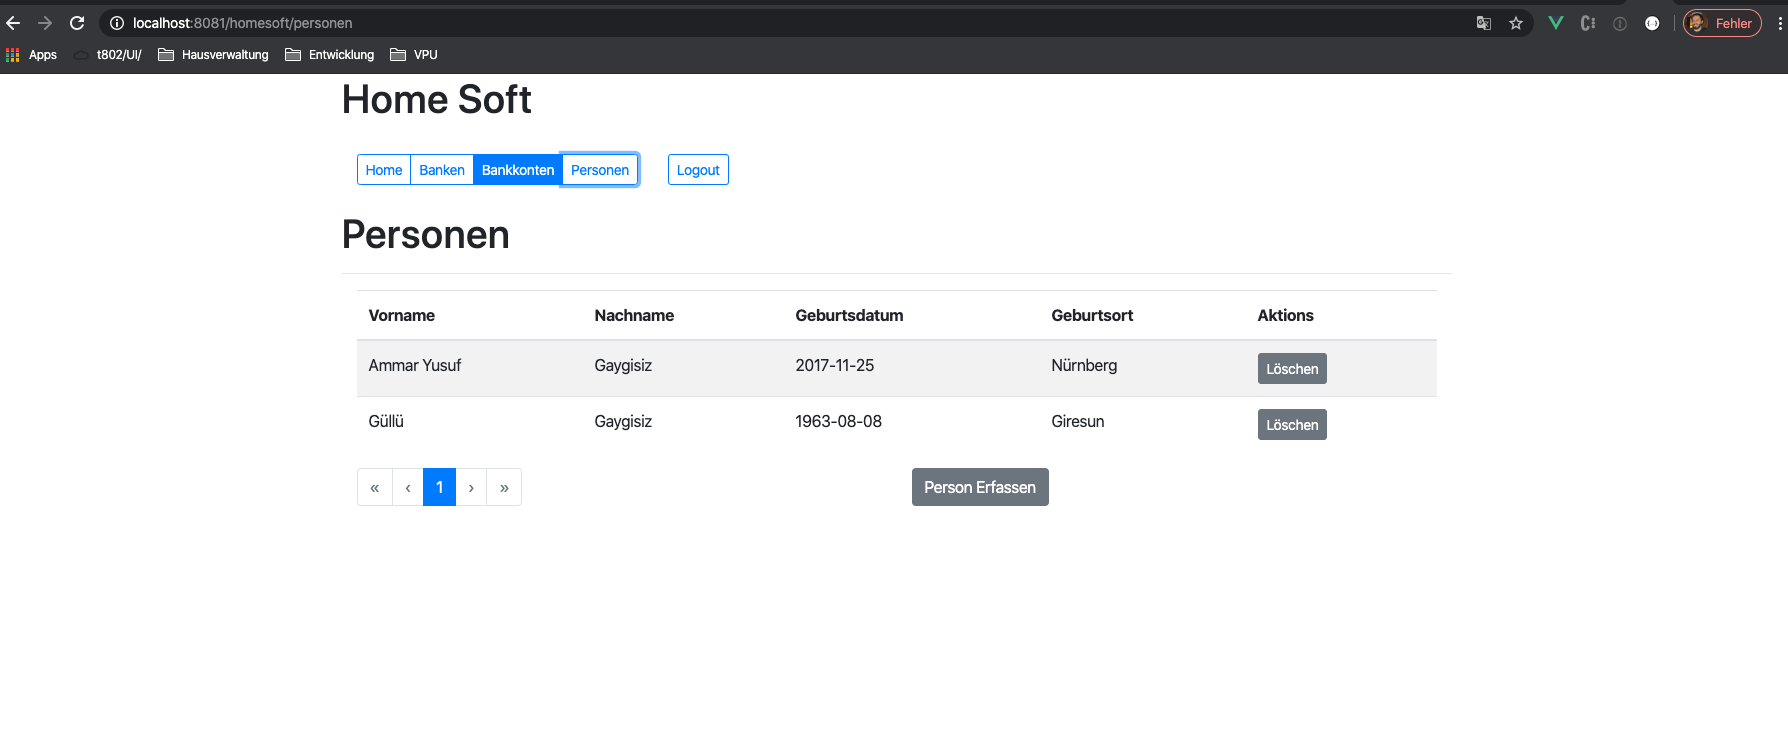 localhost:8081/homesoft/personen Fehler
Apps t802/UI/ Hausverwaltung Entwicklung VPU
Home Soft
Home Banken Bankkonten Personen Logout
Personen
Vorname Nachname Geburtsdatum Geburtsort Aktions
Ammar Yusuf Gaygisiz 2017-11-25 Nürnberg Löschen
Güllü Gaygisiz 1963-08-08 Giresun Löschen
« ‹ 1 › » Person Erfassen